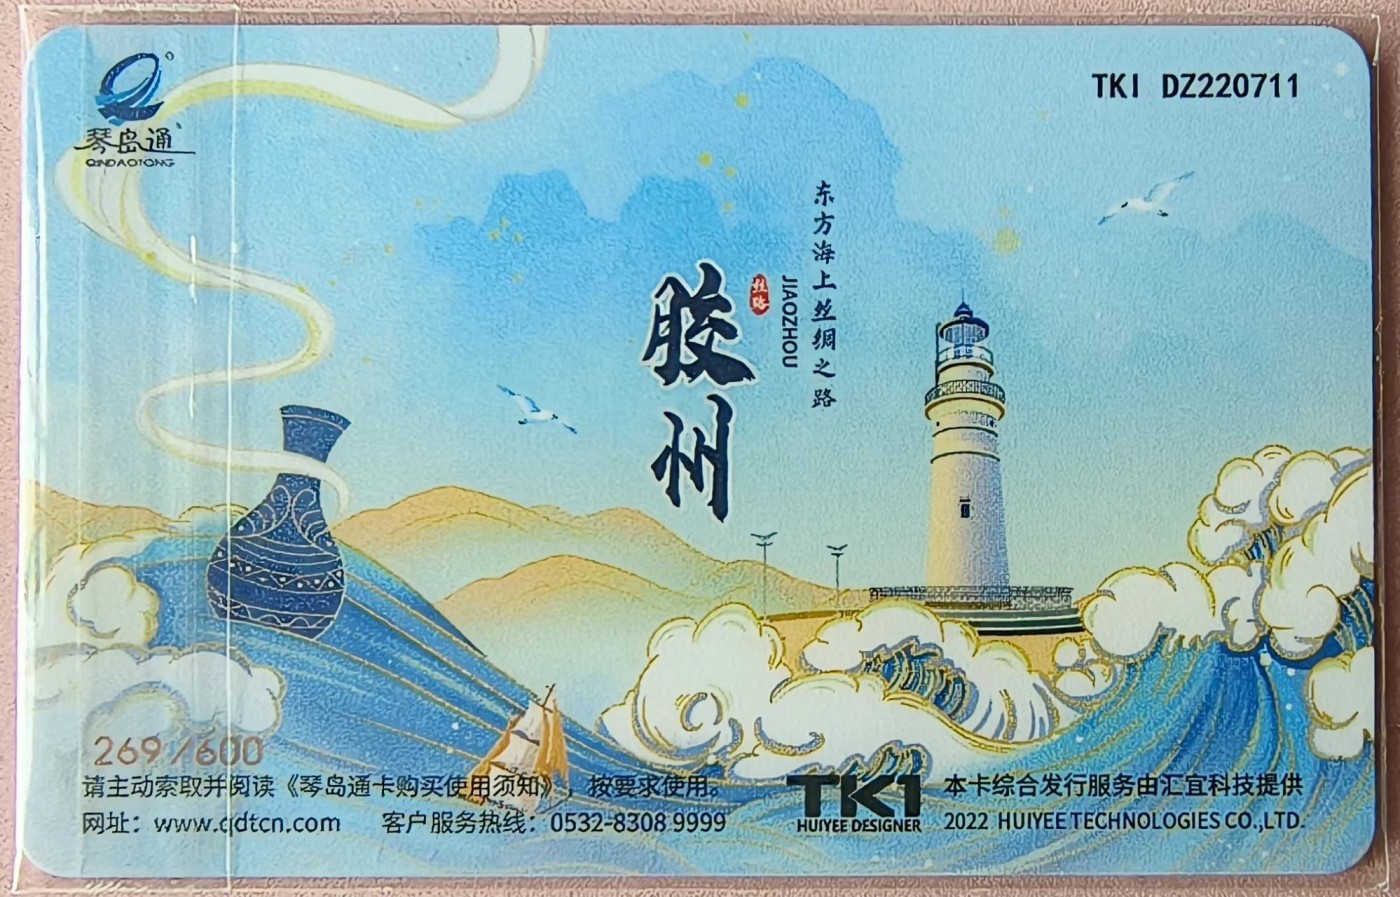 琴岛通
QINDAOTONG
TKI DZ220711
东方海上丝绸之路
JIAOZHOU
丝路
胶州
269/600
请主动索取并阅读《琴岛通卡购买使用须知》，按要求使用。
网址：www.qdtcn.com 客户服务热线：0532-8308 9999
TK1
HUIYEE DESIGNER
本卡综合发行服务由汇宜科技提供
2022 HUIYEE TECHNOLOGIES CO.,LTD.